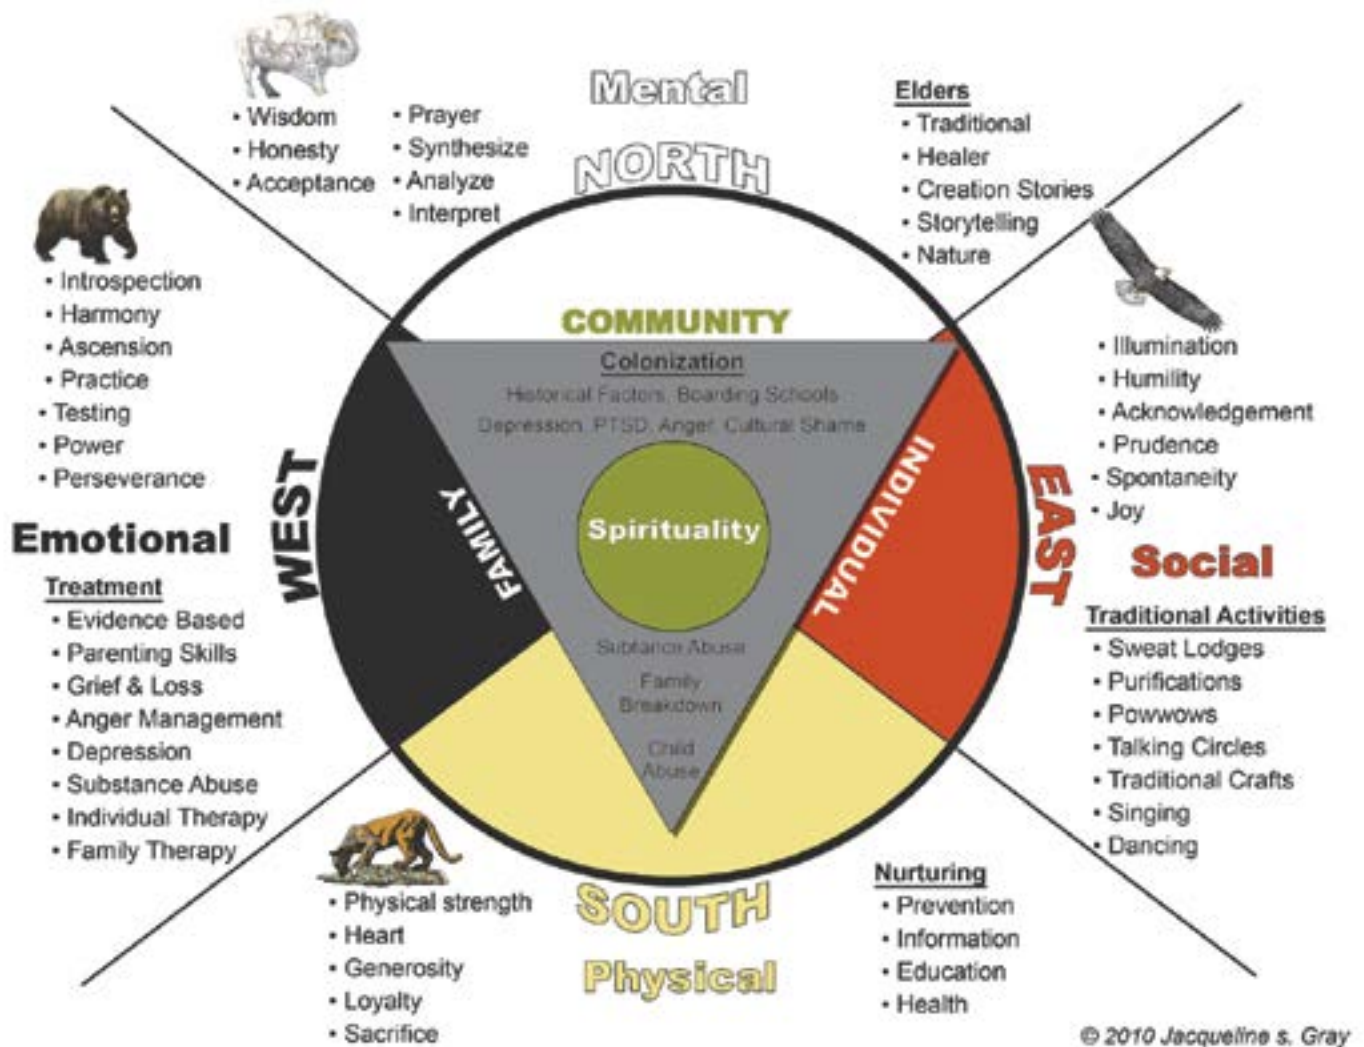 Mental
NORTH
• Wisdom
• Honesty
• Acceptance
• Prayer
• Synthesize
• Analyze
• Interpret
Elders
• Traditional
• Healer
• Creation Stories
• Storytelling
• Nature
• Introspection
• Harmony
• Ascension
• Practice
• Testing
• Power
• Perseverance
WEST
Emotional
Treatment
• Evidence Based
• Parenting Skills
• Grief & Loss
• Anger Management
• Depression
• Substance Abuse
• Individual Therapy
• Family Therapy
COMMUNITY
Colonization
Historical Factors, Boarding Schools
Depression, PTSD, Anger, Cultural Shame
FAMILY
Spirituality
INDIVIDUAL
Subtance Abuse
Family
Breakdown
Child
Abuse
• Illumination
• Humility
• Acknowledgement
• Prudence
• Spontaneity
• Joy
EAST
Social
Traditional Activities
• Sweat Lodges
• Purifications
• Powwows
• Talking Circles
• Traditional Crafts
• Singing
• Dancing
• Physical strength
• Heart
• Generosity
• Loyalty
• Sacrifice
SOUTH
Physical
Nurturing
• Prevention
• Information
• Education
• Health
© 2010 Jacqueline s. Gray